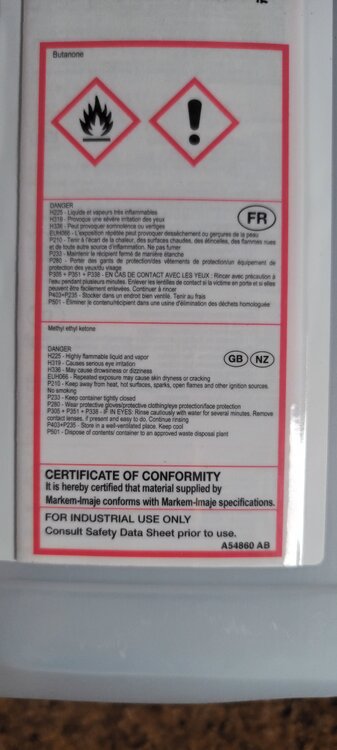 Butanone
DANGER
H225 - Liquide et vapeurs très inflammables
H319 - Provoque une sévère irritation des yeux
H336 - Peut provoquer somnolence ou vertiges
EUH066 - L'exposition répétée peut provoquer dessèchement ou gerçures de la peau
P210 - Tenir à l'écart de la chaleur, des surfaces chaudes, des étincelles, des flammes nues
et de toute autre source d'inflammation. Ne pas fumer
P233 - Maintenir le récipient fermé de manière étanche
P280 - Porter des gants de protection/des vêtements de protection/un équipement de
protection des yeux/du visage
P305 + P351 + P338 - EN CAS DE CONTACT AVEC LES YEUX : Rincer avec précaution à
l'eau pendant plusieurs minutes. Enlever les lentilles de contact si la victime en porte et si elles
peuvent être facilement enlevées. Continuer à rincer
P403+P235 - Stocker dans un endroit bien ventilé. Tenir au frais
P501 - Éliminer le contenu/récipient dans une usine d'élimination des déchets homologuée
FR
Methyl ethyl ketone
DANGER
H225 - Highly flammable liquid and vapor
H319 - Causes serious eye irritation
H336 - May cause drowsiness or dizziness
EUH066 - Repeated exposure may cause skin dryness or cracking
P210 - Keep away from heat, hot surfaces, sparks, open flames and other ignition sources.
No smoking
P233 - Keep container tightly closed
P280 - Wear protective gloves/protective clothing/eye protection/face protection
P305 + P351 + P338 - IF IN EYES: Rinse cautiously with water for several minutes. Remove
contact lenses, if present and easy to do. Continue rinsing
P403+P235 - Store in a well-ventilated place. Keep cool
P501 - Dispose of contents/ container to an approved waste disposal plant
GB NZ
CERTIFICATE OF CONFORMITY
It is hereby certified that material supplied by
Markem-Imaje conforms with Markem-Imaje specifications.
FOR INDUSTRIAL USE ONLY
Consult Safety Data Sheet prior to use.
A54860 AB